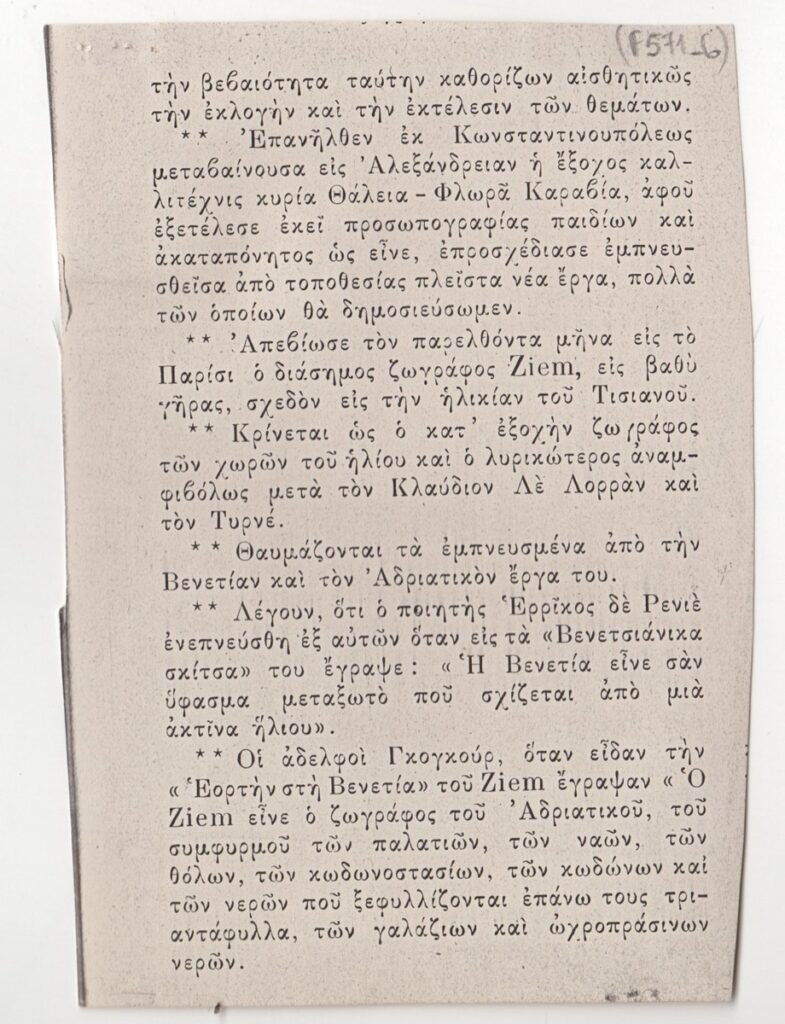 (F571_6)
τὴν βεβαιότητα ταύτην καθορίζων αἰσθητικῶς
τὴν ἐκλογὴν καὶ τὴν ἐκτέλεσιν τῶν θεμάτων.
** Ἐπανῆλθεν ἐκ Κωνσταντινουπόλεως
μεταβαίνουσα εἰς Ἀλεξάνδρειαν ἡ ἔξοχος καλ-
λιτέχνις κυρία Θάλεια – Φλωρᾶ Καραβία, ἀφοῦ
ἐξετέλεσε ἐκεῖ προσωπογραφίας παιδίων καὶ
ἀκαταπόνητος ὡς εἶνε, ἐπροσχέδιασε ἐμπνευ-
σθεῖσα ἀπὸ τοποθεσίας πλεῖστα νέα ἔργα, πολλὰ
τῶν ὁποίων θὰ δημοσιεύσωμεν.
** Ἀπεβίωσε τὸν παρελθόντα μῆνα εἰς τὸ
Παρίσι ὁ διάσημος ζωγράφος Ziem, εἰς βαθὺ
γῆρας, σχεδὸν εἰς τὴν ἡλικίαν τοῦ Τισιανοῦ.
** Κρίνεται ὡς ὁ κατ’ ἐξοχὴν ζωγράφος
τῶν χωρῶν τοῦ ἡλίου καὶ ὁ λυρικώτερος ἀναμ-
φιβόλως μετὰ τὸν Κλαύδιον Λὲ Λορρὰν καὶ
τὸν Τυρνέ.
** Θαυμάζονται τὰ ἐμπνευσμένα ἀπὸ τὴν
Βενετίαν καὶ τὸν Ἀδριατικὸν ἔργα του.
** Λέγουν, ὅτι ὁ ποιητὴς Ἑρρῖκος δὲ Ρενιὲ
ἐνεπνεύσθη ἐξ αὐτῶν ὅταν εἰς τὰ «Βενετσιάνικα
σκίτσα» του ἔγραψε: «Ἡ Βενετία εἶνε σὰν
ὕφασμα μεταξωτὸ ποῦ σχίζεται ἀπὸ μιὰ
ἀκτῖνα ἥλιου».
** Οἱ ἀδελφοὶ Γκογκούρ, ὅταν εἶδαν τὴν
«Ἑορτὴν στὴ Βενετία» τοῦ Ziem ἔγραψαν «Ὁ
Ziem εἶνε ὁ ζωγράφος τοῦ Ἀδριατικοῦ, τοῦ
συμφυρμοῦ τῶν παλατιῶν, τῶν ναῶν, τῶν
θόλων, τῶν κωδωνοστασίων, τῶν κωδώνων καὶ
τῶν νερῶν ποῦ ξεφυλλίζονται ἐπάνω τους τρι-
αντάφυλλα, τῶν γαλάζιων καὶ ὠχροπράσινων
νερῶν.